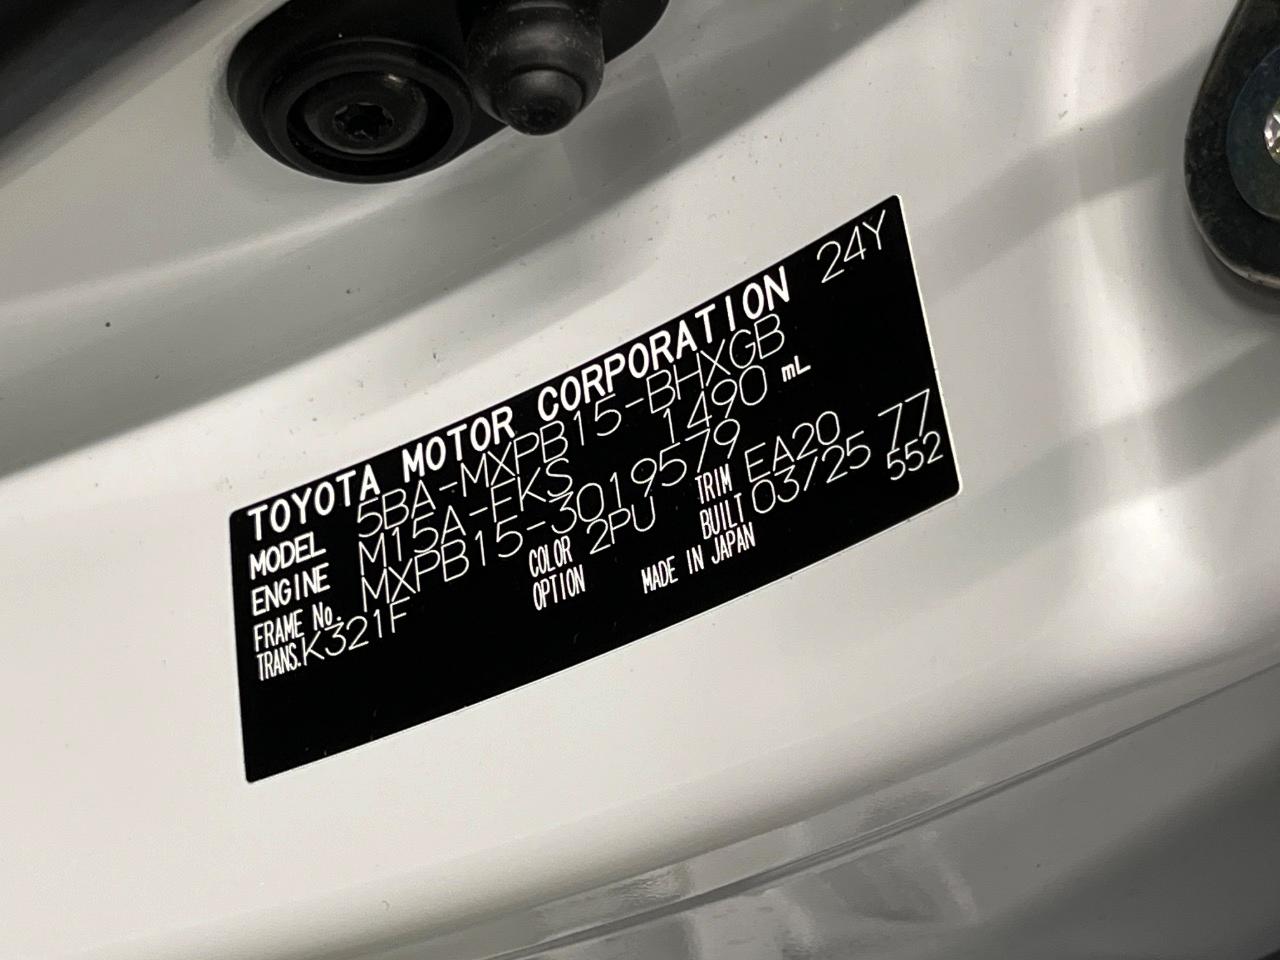 TOYOTA MOTOR CORPORATION 24Y
MODEL 5BA-MXPB15-BHXGB
ENGINE M15A-FKS 1490 mL
FRAME No. MXPB15-3019579
TRANS. K321F COLOR 2PU TRIM EA20 77
OPTION BUILT 03/25 552
MADE IN JAPAN